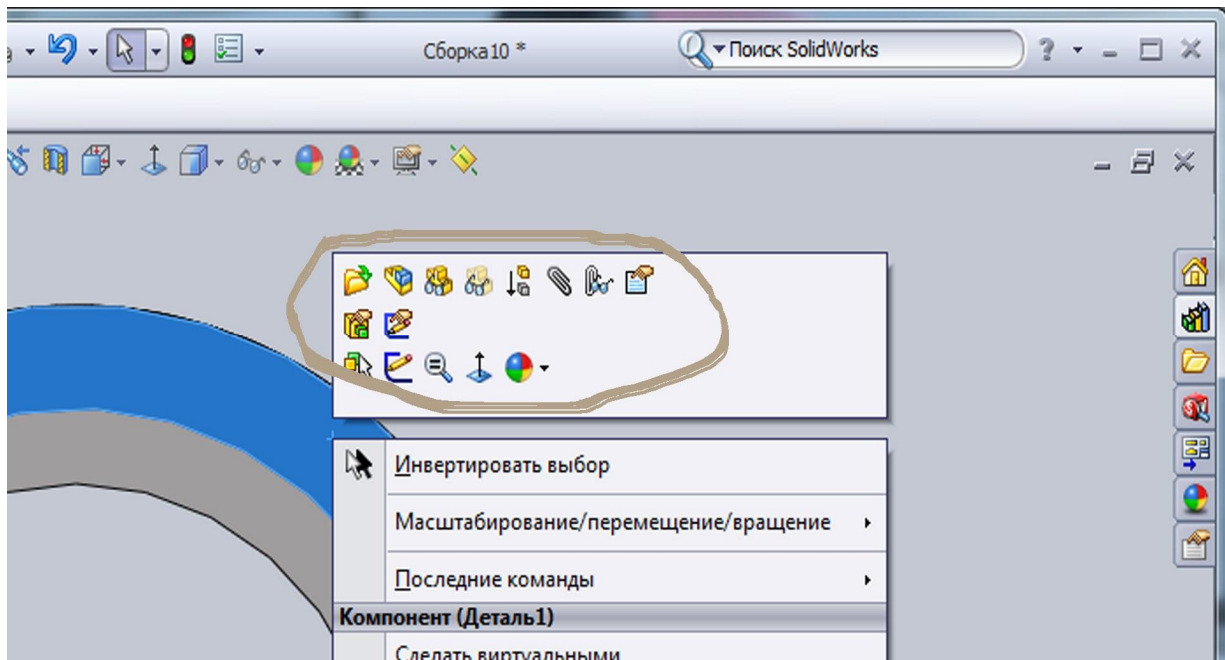 Сборка10 *
Поиск SolidWorks
Инвертировать выбор
Масштабирование/перемещение/вращение
Последние команды
Компонент (Деталь1)
Сделать виртуальными